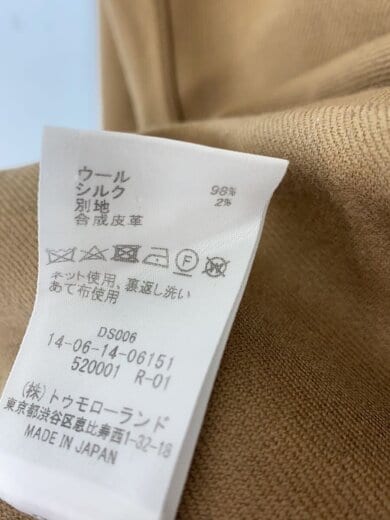 ウール 98%
シルク 2%
別地
合成皮革
F W
ネット使用、裏返し洗い
あて布使用
DS006
14-06-14-06151
520001 R-01
(株)トゥモローランド
東京都渋谷区恵比寿西1-32-18
MADE IN JAPAN